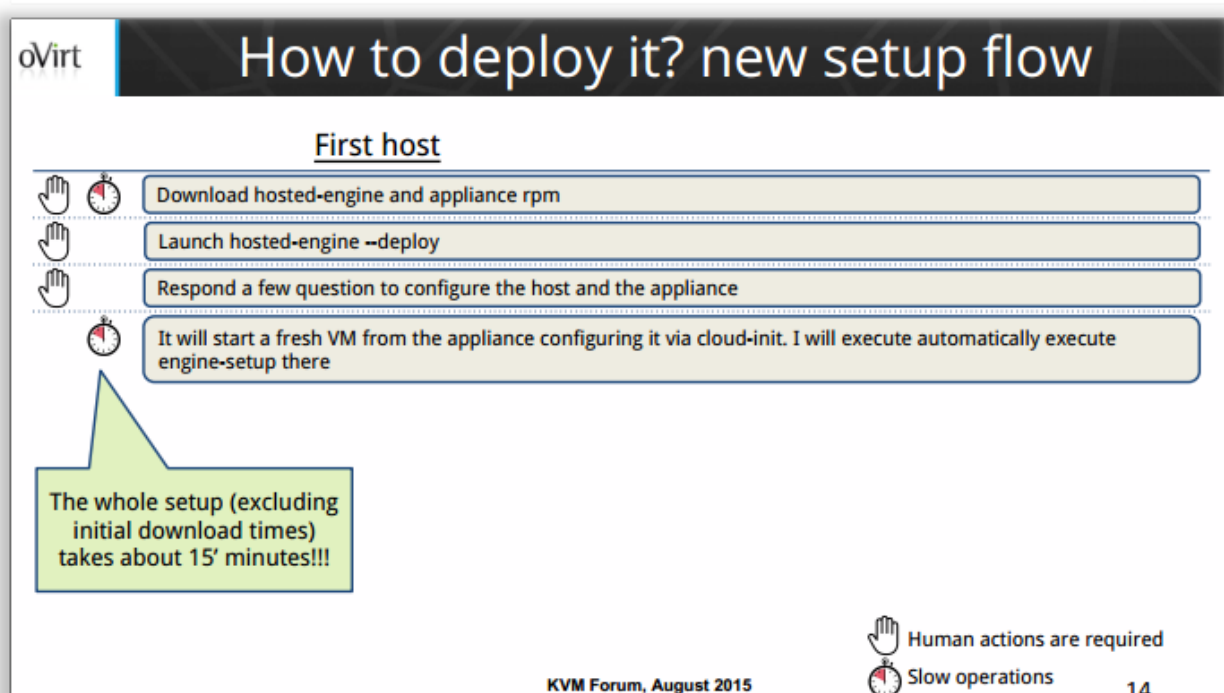 oVirt
How to deploy it? new setup flow
First host
Download hosted-engine and appliance rpm
Launch hosted-engine --deploy
Respond a few question to configure the host and the appliance
It will start a fresh VM from the appliance configuring it via cloud-init. I will execute automatically execute
engine-setup there
The whole setup (excluding
initial download times)
takes about 15’ minutes!!!
Human actions are required
Slow operations
KVM Forum, August 2015
14